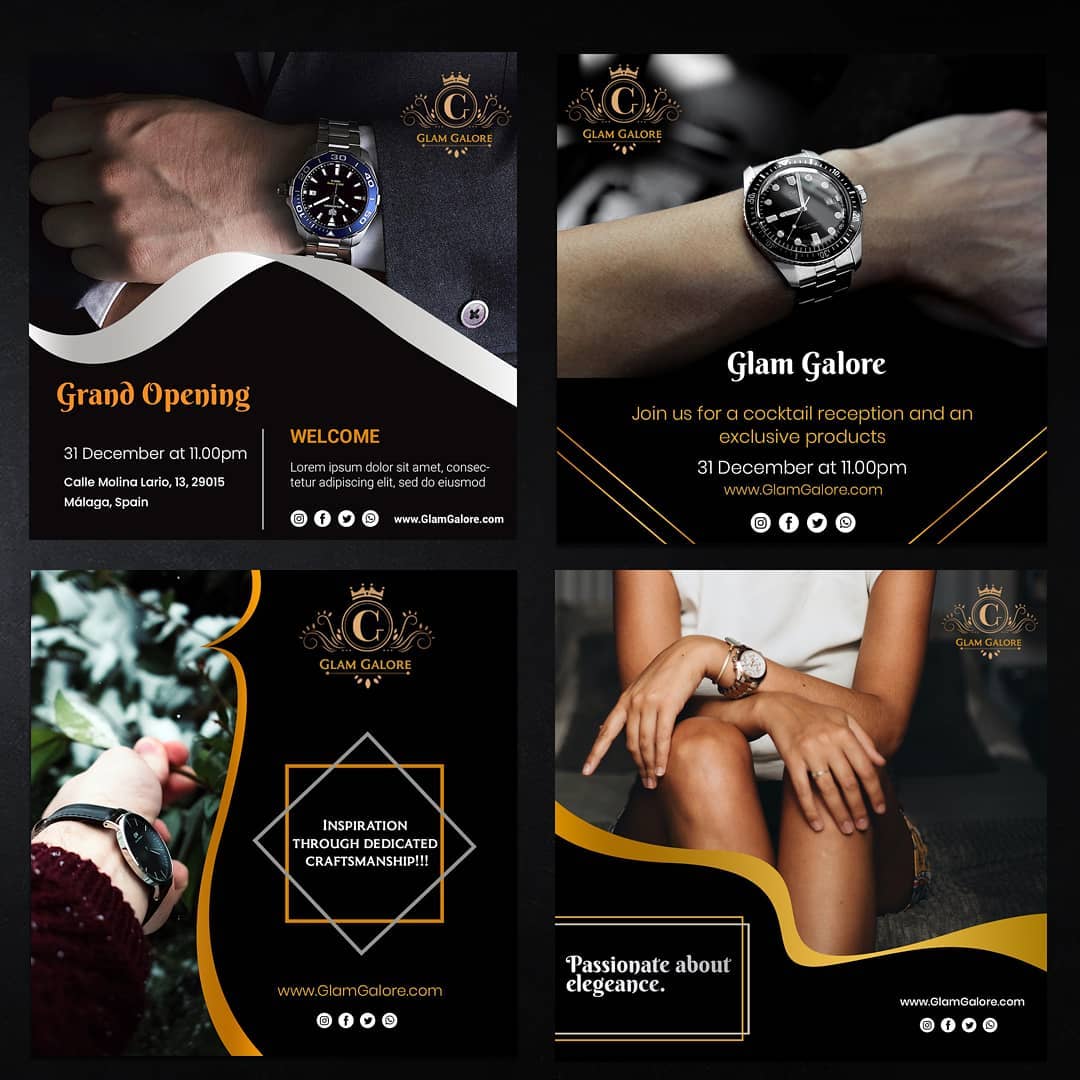 G
GLAM GALORE
Grand Opening
31 December at 11.00pm
Calle Molina Lario, 13, 29015
Málaga, Spain
WELCOME
Lorem ipsum dolor sit amet, consec-
tetur adipiscing elit, sed do eiusmod
www.GlamGalore.com
G
GLAM GALORE
Glam Galore
Join us for a cocktail reception and an
exclusive products
31 December at 11.00pm
www.GlamGalore.com
G
GLAM GALORE
INSPIRATION
THROUGH DEDICATED
CRAFTSMANSHIP!!!
www.GlamGalore.com
G
GLAM GALORE
Passionate about
elegeance.
www.GlamGalore.com